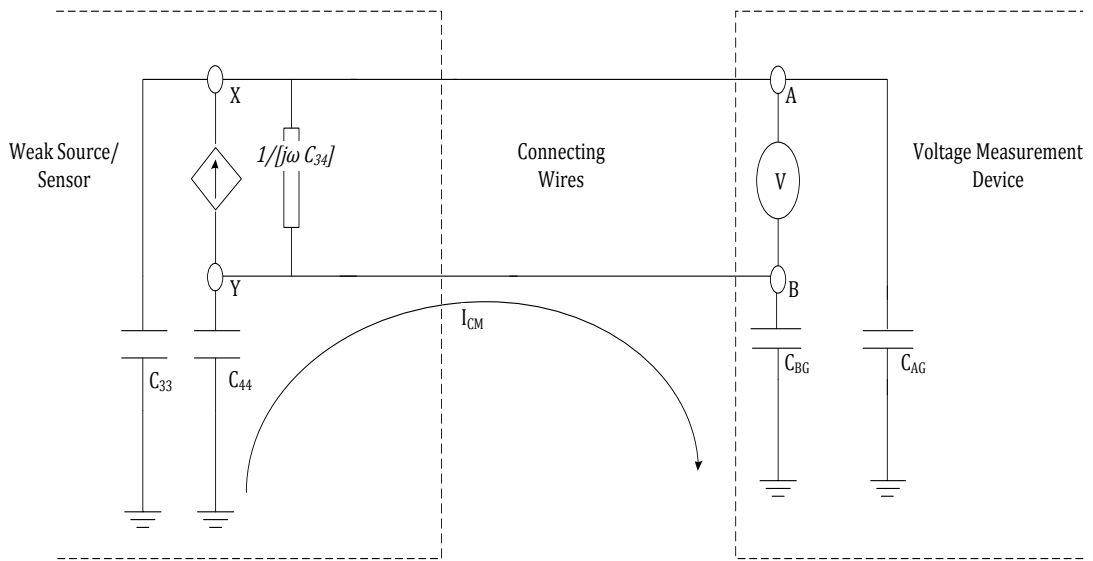 X
A
1/[jω C34]
Weak Source/
Sensor
Connecting
Wires
V
Voltage Measurement
Device
Y
B
ICM
C33
C44
CBG
CAG